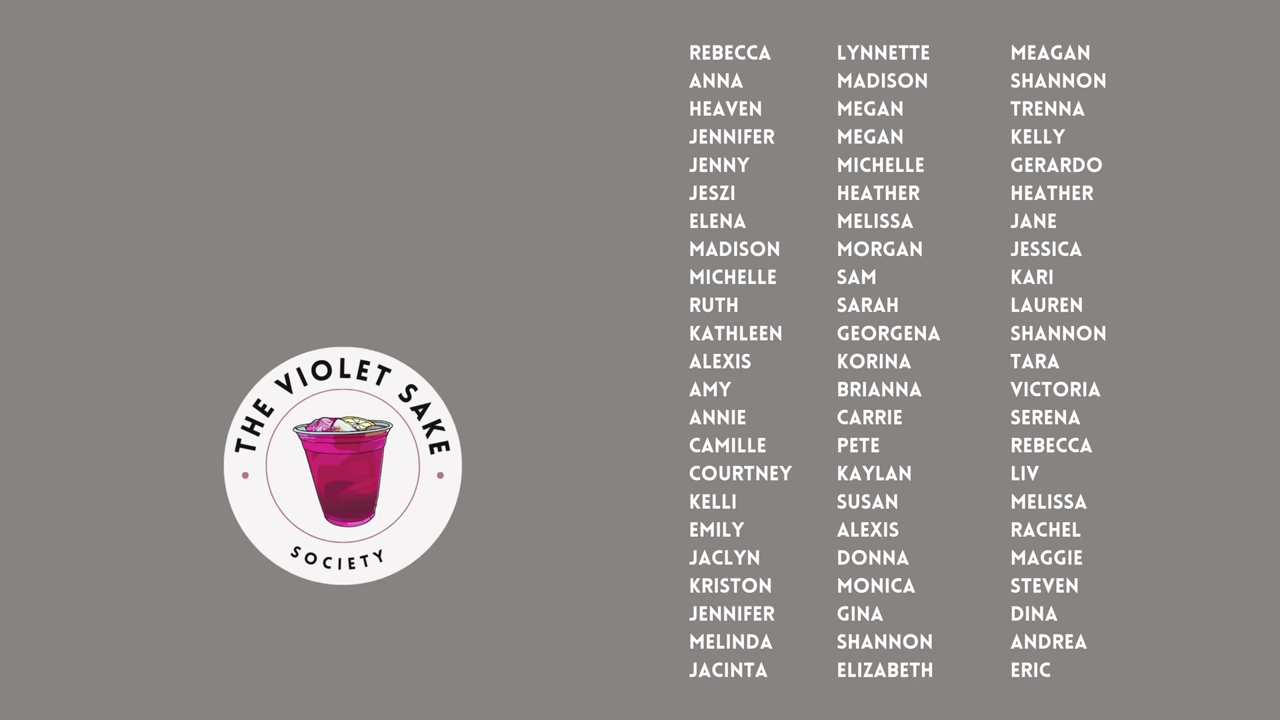 THE VIOLET SAKE
SOCIETY
REBECCA
ANNA
HEAVEN
JENNIFER
JENNY
JESZI
ELENA
MADISON
MICHELLE
RUTH
KATHLEEN
ALEXIS
AMY
ANNIE
CAMILLE
COURTNEY
KELLI
EMILY
JACLYN
KRISTON
JENNIFER
MELINDA
JACINTA
LYNNETTE
MADISON
MEGAN
MEGAN
MICHELLE
HEATHER
MELISSA
MORGAN
SAM
SARAH
GEORGENA
KORINA
BRIANNA
CARRIE
PETE
KAYLAN
SUSAN
ALEXIS
DONNA
MONICA
GINA
SHANNON
ELIZABETH
MEAGAN
SHANNON
TRENNA
KELLY
GERARDO
HEATHER
JANE
JESSICA
KARI
LAUREN
SHANNON
TARA
VICTORIA
SERENA
REBECCA
LIV
MELISSA
RACHEL
MAGGIE
STEVEN
DINA
ANDREA
ERIC